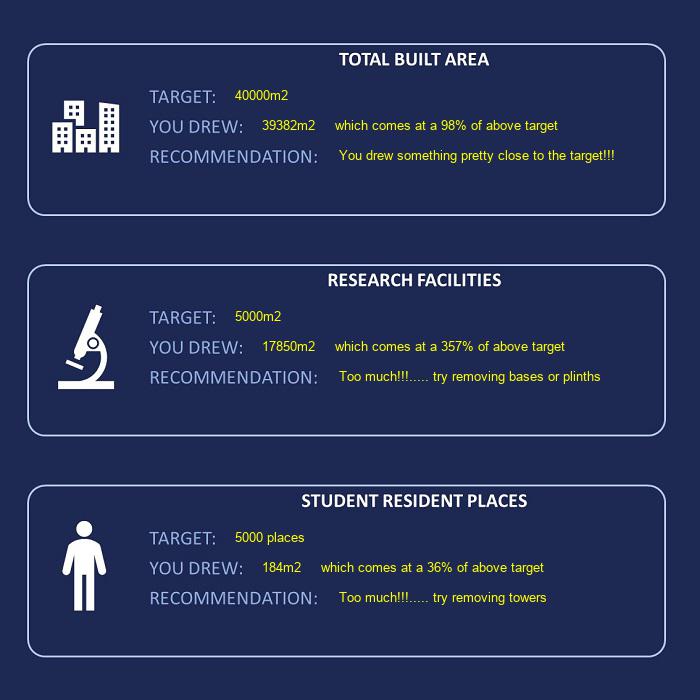 TOTAL BUILT AREA
TARGET: 40000m2
YOU DREW: 39382m2 which comes at a 98% of above target
RECOMMENDATION: You drew something pretty close to the target!!!
RESEARCH FACILITIES
TARGET: 5000m2
YOU DREW: 17850m2 which comes at a 357% of above target
RECOMMENDATION: Too much!!!..... try removing bases or plinths
STUDENT RESIDENT PLACES
TARGET: 5000 places
YOU DREW: 184m2 which comes at a 36% of above target
RECOMMENDATION: Too much!!!..... try removing towers